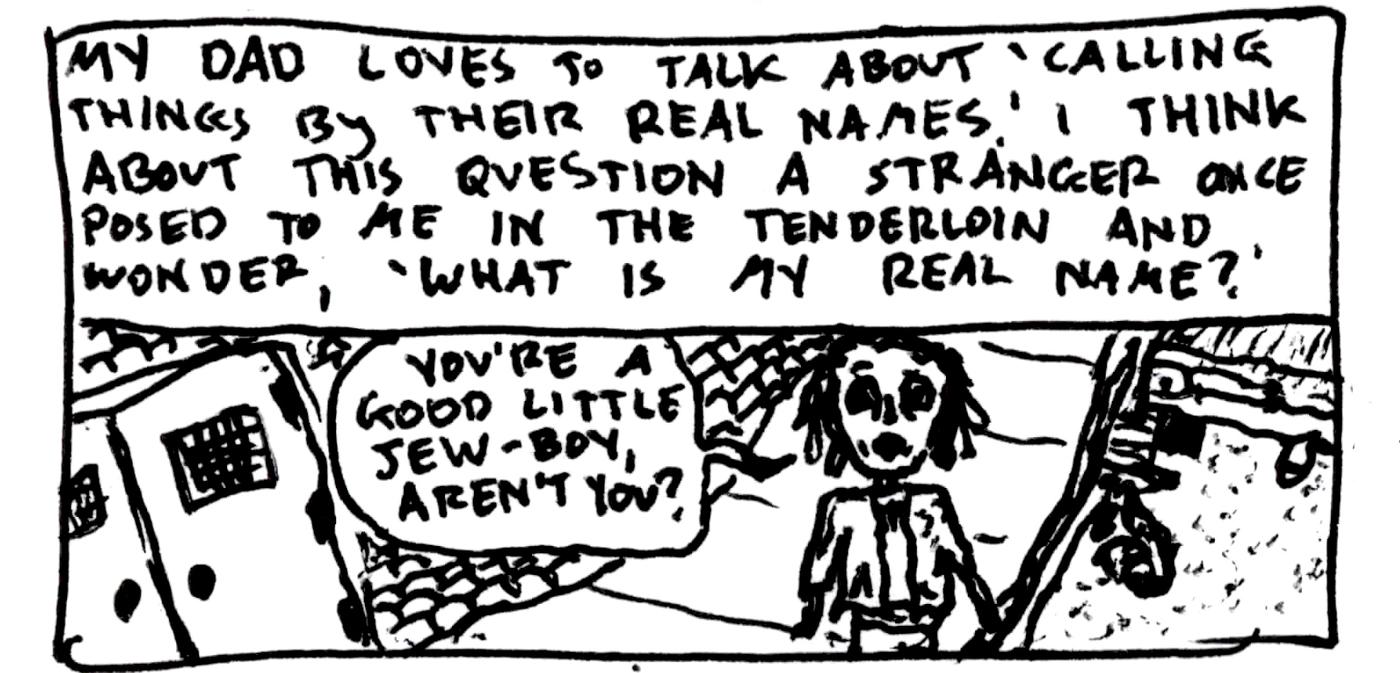 MY DAD LOVES TO TALK ABOUT 'CALLING
THINGS BY THEIR REAL NAMES.' I THINK
ABOUT THIS QUESTION A STRANGER ONCE
POSED TO ME IN THE TENDERLOIN AND
WONDER, 'WHAT IS MY REAL NAME?'
YOU'RE A
GOOD LITTLE
JEW-BOY,
AREN'T YOU?